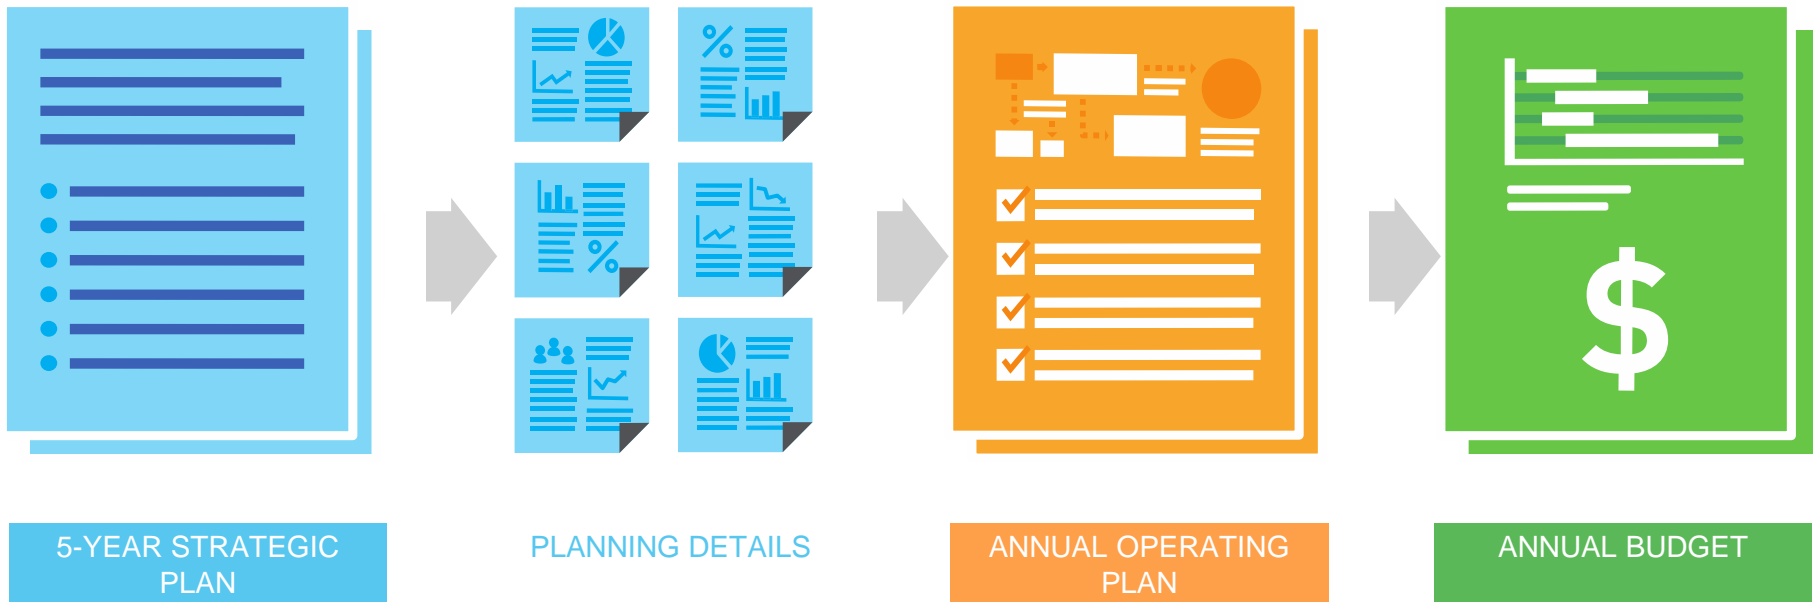 5-YEAR STRATEGIC
PLAN
PLANNING DETAILS
ANNUAL OPERATING
PLAN
ANNUAL BUDGET